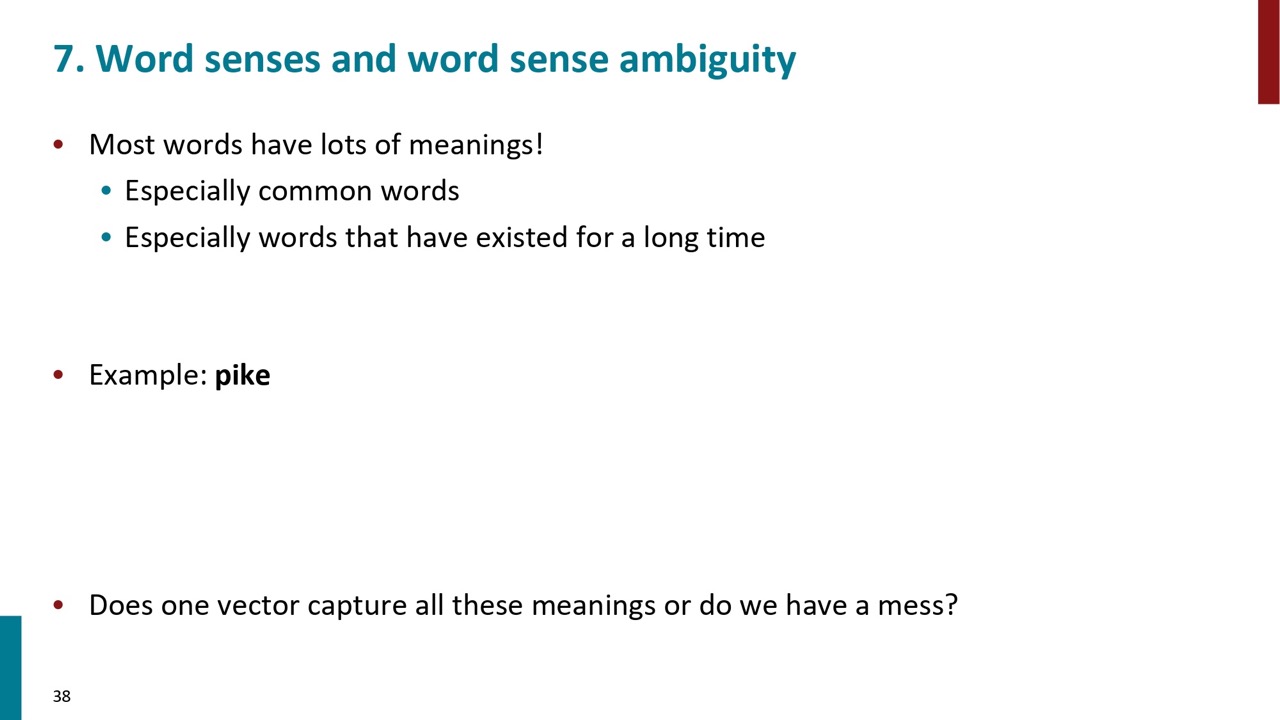 7. Word senses and word sense ambiguity
• Most words have lots of meanings!
• Especially common words
• Especially words that have existed for a long time
• Example: pike
• Does one vector capture all these meanings or do we have a mess?
38